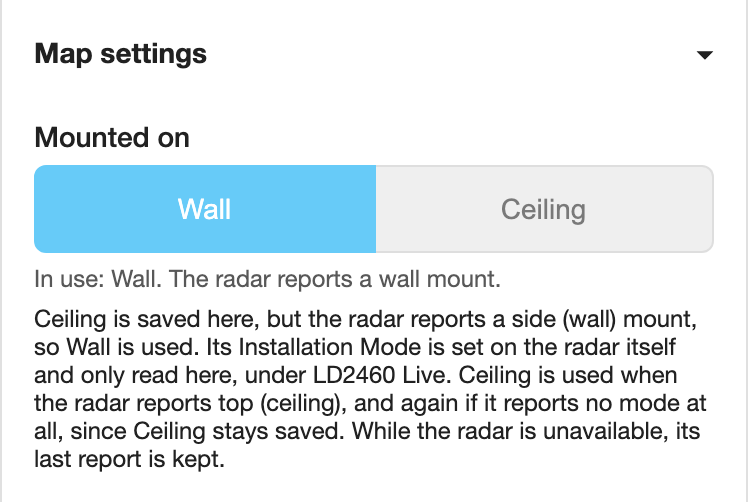 Map settings
Mounted on
Wall
Ceiling
In use: Wall. The radar reports a wall mount.
Ceiling is saved here, but the radar reports a side (wall) mount,
so Wall is used. Its Installation Mode is set on the radar itself
and only read here, under LD2460 Live. Ceiling is used when
the radar reports top (ceiling), and again if it reports no mode at
all, since Ceiling stays saved. While the radar is unavailable, its
last report is kept.